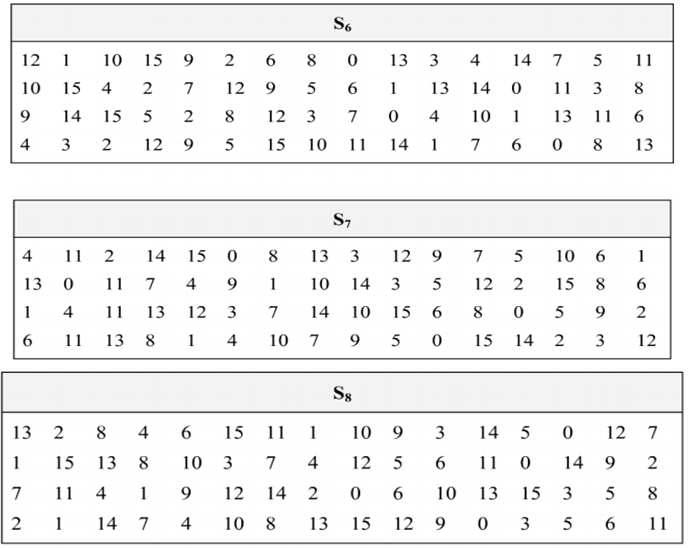 S₆
12 1 10 15 9 2 6 8 0 13 3 4 14 7 5 11
10 15 4 2 7 12 9 5 6 1 13 14 0 11 3 8
9 14 15 5 2 8 12 3 7 0 4 10 1 13 11 6
4 3 2 12 9 5 15 10 11 14 1 7 6 0 8 13
S₇
4 11 2 14 15 0 8 13 3 12 9 7 5 10 6 1
13 0 11 7 4 9 1 10 14 3 5 12 2 15 8 6
1 4 11 13 12 3 7 14 10 15 6 8 0 5 9 2
6 11 13 8 1 4 10 7 9 5 0 15 14 2 3 12
S₈
13 2 8 4 6 15 11 1 10 9 3 14 5 0 12 7
1 15 13 8 10 3 7 4 12 5 6 11 0 14 9 2
7 11 4 1 9 12 14 2 0 6 10 13 15 3 5 8
2 1 14 7 4 10 8 13 15 12 9 0 3 5 6 11